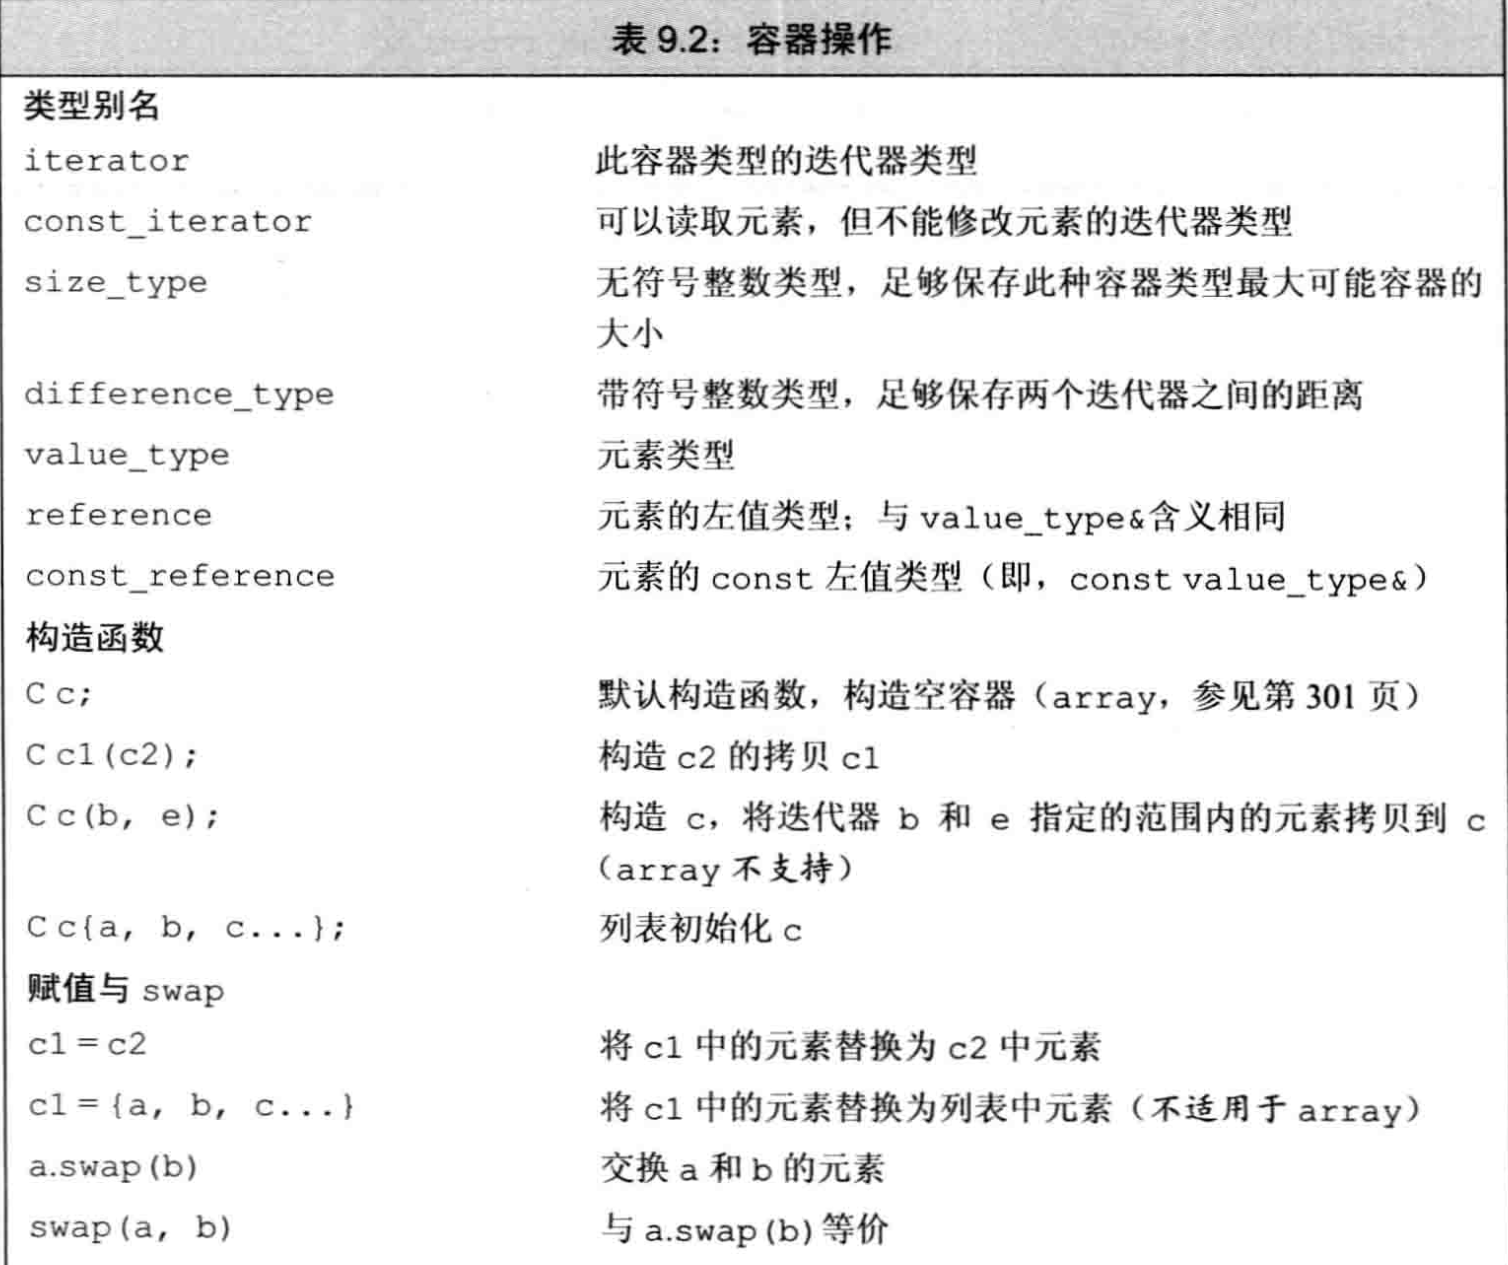 表 9.2：容器操作
类型别名
iterator 此容器类型的迭代器类型
const_iterator 可以读取元素，但不能修改元素的迭代器类型
size_type 无符号整数类型，足够保存此种容器类型最大可能容器的
大小
difference_type 带符号整数类型，足够保存两个迭代器之间的距离
value_type 元素类型
reference 元素的左值类型；与 value_type&含义相同
const_reference 元素的 const 左值类型（即，const value_type&）
构造函数
C c; 默认构造函数，构造空容器（array，参见第 301 页）
C c1(c2); 构造 c2 的拷贝 c1
C c(b, e); 构造 c，将迭代器 b 和 e 指定的范围内的元素拷贝到 c
（array 不支持）
C c{a, b, c...}; 列表初始化 c
赋值与 swap
c1 = c2 将 c1 中的元素替换为 c2 中元素
c1 = {a, b, c...} 将 c1 中的元素替换为列表中元素（不适用于 array）
a.swap(b) 交换 a 和 b 的元素
swap(a, b) 与 a.swap(b) 等价